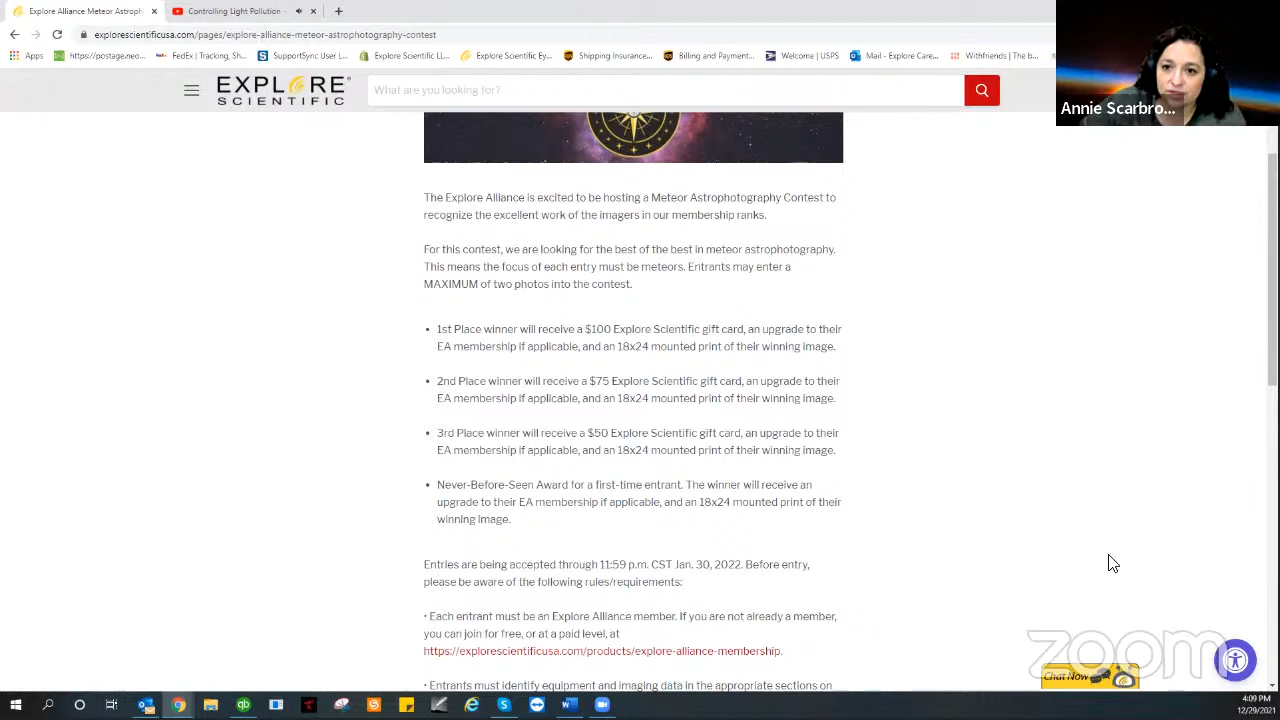 Explore Alliance Meteor Astroph
Controlling Light Pollution -
explorescientificusa.com/pages/explore-alliance-meteor-astrophotography-contest
Apps
https://postage.neo...
FedEx | Tracking, Sh...
SupportSync User L...
Explore Scientific LL...
Explore Scientific Ey...
Shipping Insurance...
Billing and Payment...
Welcome | USPS
Mail - Explore Care...
Withfriends | The b...
EXPLORE
SCIENTIFIC
What are you looking for?
Annie Scarbro...
The Explore Alliance is excited to be hosting a Meteor Astrophotography Contest to
recognize the excellent work of the imagers in our membership ranks.
For this contest, we are looking for the best of the best in meteor astrophotography.
This means the focus of each entry must be meteors. Entrants may enter a
MAXIMUM of two photos into the contest.
• 1st Place winner will receive a $100 Explore Scientific gift card, an upgrade to their
EA membership if applicable, and an 18x24 mounted print of their winning image.
• 2nd Place winner will receive a $75 Explore Scientific gift card, an upgrade to their
EA membership if applicable, and an 18x24 mounted print of their winning image.
• 3rd Place winner will receive a $50 Explore Scientific gift card, an upgrade to their
EA membership if applicable, and an 18x24 mounted print of their winning image.
• Never-Before-Seen Award for a first-time entrant. The winner will receive an
upgrade to their EA membership if applicable, and an 18x24 mounted print of their
winning image.
Entries are being accepted through 11:59 p.m. CST Jan. 30, 2022. Before entry,
please be aware of the following rules/requirements:
• Each entrant must be an Explore Alliance member. If you are not already a member,
you can join for free, or at a paid level, at
https://explorescientificusa.com/products/explore-alliance-membership.
• Entrants must identify equipment and imaging data in the appropriate sections on
zoom
Chat Now
4:09 PM
12/29/2021